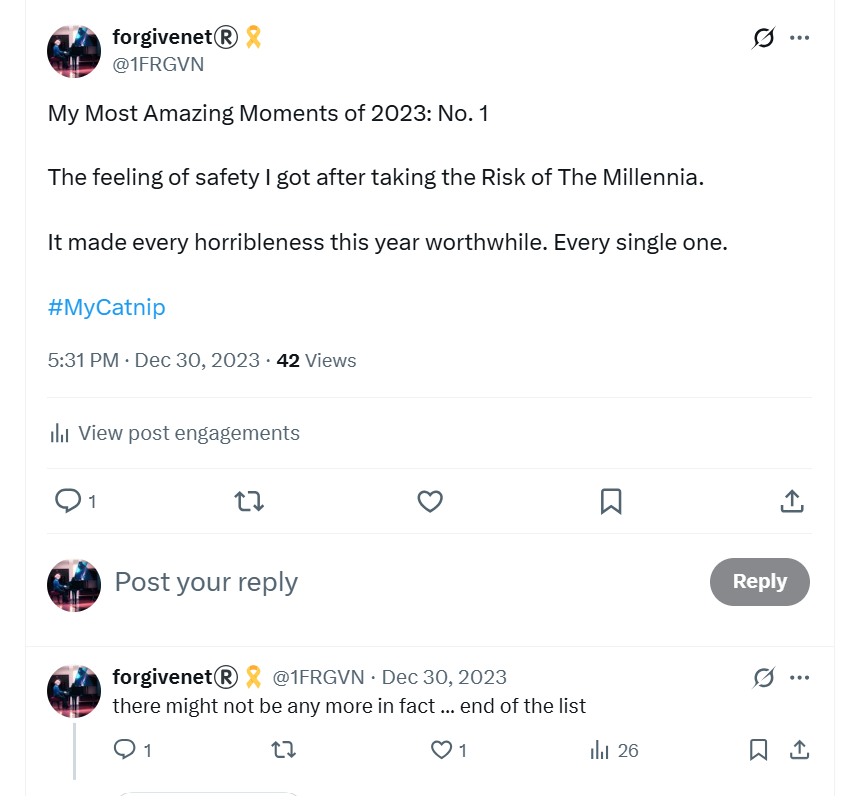 forgivenet® 🎗
@1FRGVN
My Most Amazing Moments of 2023: No. 1
The feeling of safety I got after taking the Risk of The Millennia.
It made every horribleness this year worthwhile. Every single one.
#MyCatnip
5:31 PM · Dec 30, 2023 · 42 Views
View post engagements
1
Post your reply
Reply
forgivenet® 🎗 @1FRGVN · Dec 30, 2023
there might not be any more in fact ... end of the list
1 1 26